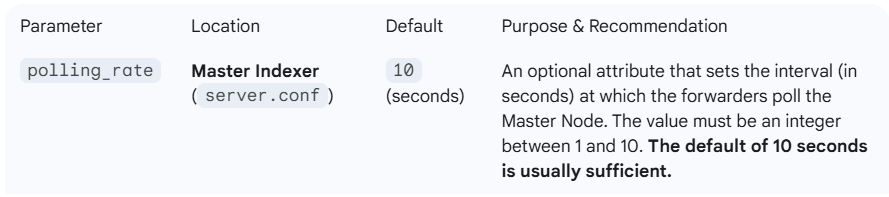 Parameter Location Default Purpose & Recommendation
polling_rate Master Indexer 10 An optional attribute that sets the interval (in
(server.conf) (seconds) seconds) at which the forwarders poll the
Master Node. The value must be an integer
between 1 and 10. The default of 10 seconds
is usually sufficient.